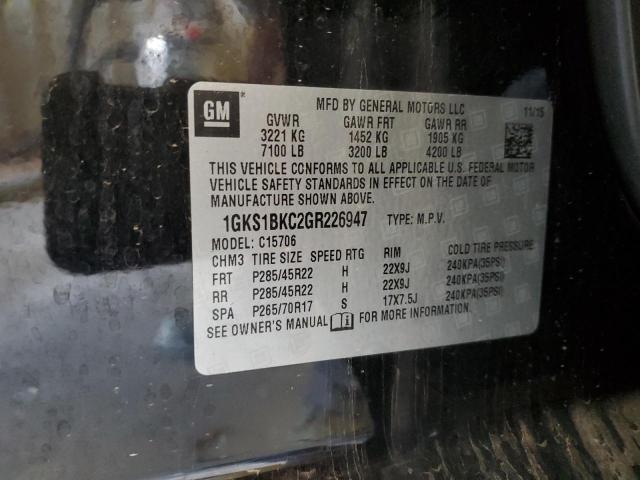 GM
MFD BY GENERAL MOTORS LLC
11/15
GVWR GAWR FRT GAWR RR
3221 KG 1452 KG 1905 KG
7100 LB 3200 LB 4200 LB
THIS VEHICLE CONFORMS TO ALL APPLICABLE U.S. FEDERAL MOTOR
VEHICLE SAFETY STANDARDS IN EFFECT ON THE DATE OF
MANUFACTURE SHOWN ABOVE.
1GKS1BKC2GR226947 TYPE: M.P.V.
MODEL: C15706
CHM3 TIRE SIZE SPEED RTG RIM COLD TIRE PRESSURE
FRT P285/45R22 H 22X9J 240KPA(35PSI)
RR P285/45R22 H 22X9J 240KPA(35PSI)
SPA P265/70R17 S 17X7.5J 240KPA(35PSI)
SEE OWNER'S MANUAL FOR MORE INFORMATION.